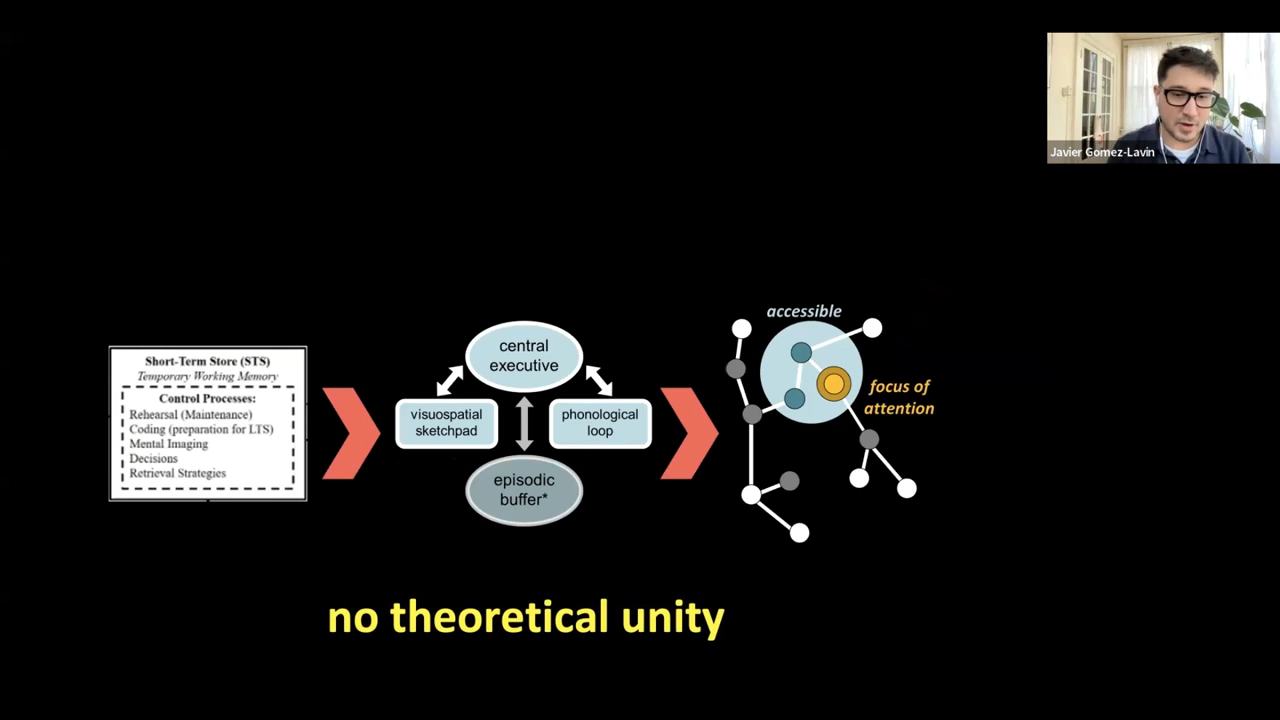 Javier Gomez-Lavin
Short-Term Store (STS)
Temporary Working Memory
Control Processes:
Rehearsal (Maintenance)
Coding (preparation for LTS)
Mental Imaging
Decisions
Retrieval Strategies
central
executive
visuospatial
sketchpad
phonological
loop
episodic
buffer*
accessible
focus of
attention
no theoretical unity